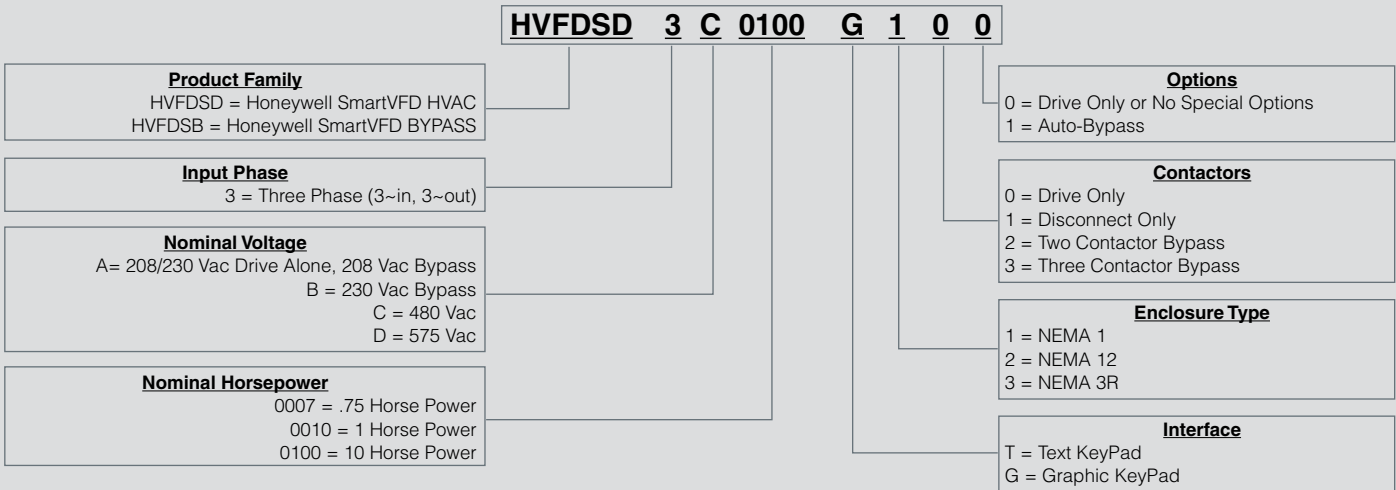 HVFDSD 3 C 0100 G 1 0 0
Product Family
HVFDSD = Honeywell SmartVFD HVAC
HVFDSB = Honeywell SmartVFD BYPASS
Input Phase
3 = Three Phase (3~in, 3~out)
Nominal Voltage
A= 208/230 Vac Drive Alone, 208 Vac Bypass
B = 230 Vac Bypass
C = 480 Vac
D = 575 Vac
Nominal Horsepower
0007 = .75 Horse Power
0010 = 1 Horse Power
0100 = 10 Horse Power
Options
0 = Drive Only or No Special Options
1 = Auto-Bypass
Contactors
0 = Drive Only
1 = Disconnect Only
2 = Two Contactor Bypass
3 = Three Contactor Bypass
Enclosure Type
1 = NEMA 1
2 = NEMA 12
3 = NEMA 3R
Interface
T = Text KeyPad
G = Graphic KeyPad